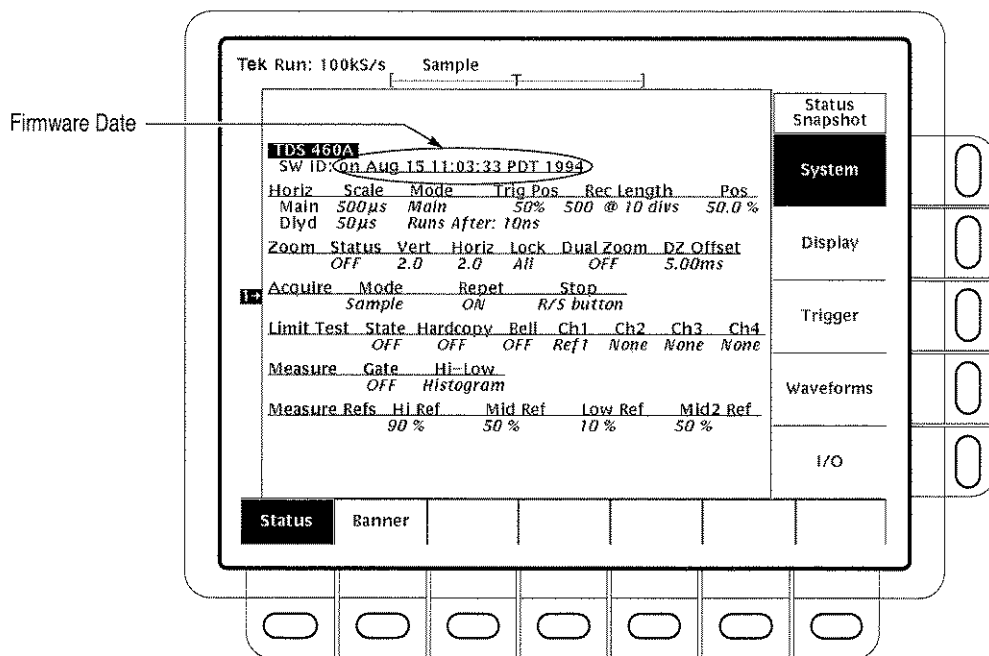 Tek Run: 100kS/s Sample
[ T ]
Firmware Date
Status
Snapshot
TDS 460A
SW ID: on Aug 15 11:03:33 PDT 1994
System
Horiz Scale Mode Trig Pos Rec Length Pos
Main 500µs Main 50% 500 @ 10 divs 50.0 %
Dlyd 50µs Runs After: 10ns
Display
Zoom Status Vert Horiz Lock Dual Zoom DZ Offset
OFF 2.0 2.0 All OFF 5.00ms
Acquire Mode Repet Stop
1→ Sample ON R/S button
Trigger
Limit Test State Hardcopy Bell Ch1 Ch2 Ch3 Ch4
OFF OFF OFF Ref1 None None None
Measure Gate Hi-Low
OFF Histogram
Waveforms
Measure Refs Hi Ref Mid Ref Low Ref Mid2 Ref
90 % 50 % 10 % 50 %
I/O
Status Banner